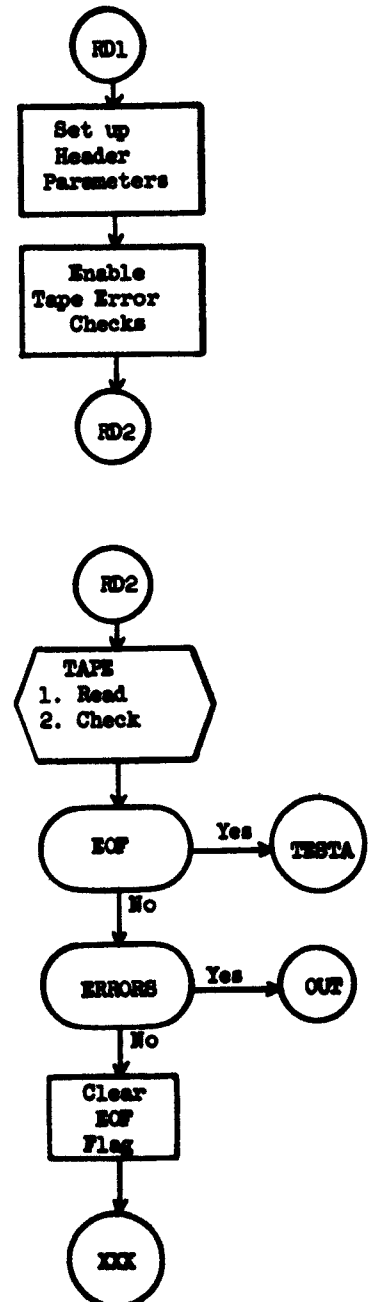 RD1
Set up
Header
Parameters
Enable
Tape Error
Checks
RD2
RD2
TAPE
1. Read
2. Check
EOF
Yes
TESTA
No
ERRORS
Yes
OUT
No
Clear
EOF
Flag
XXX